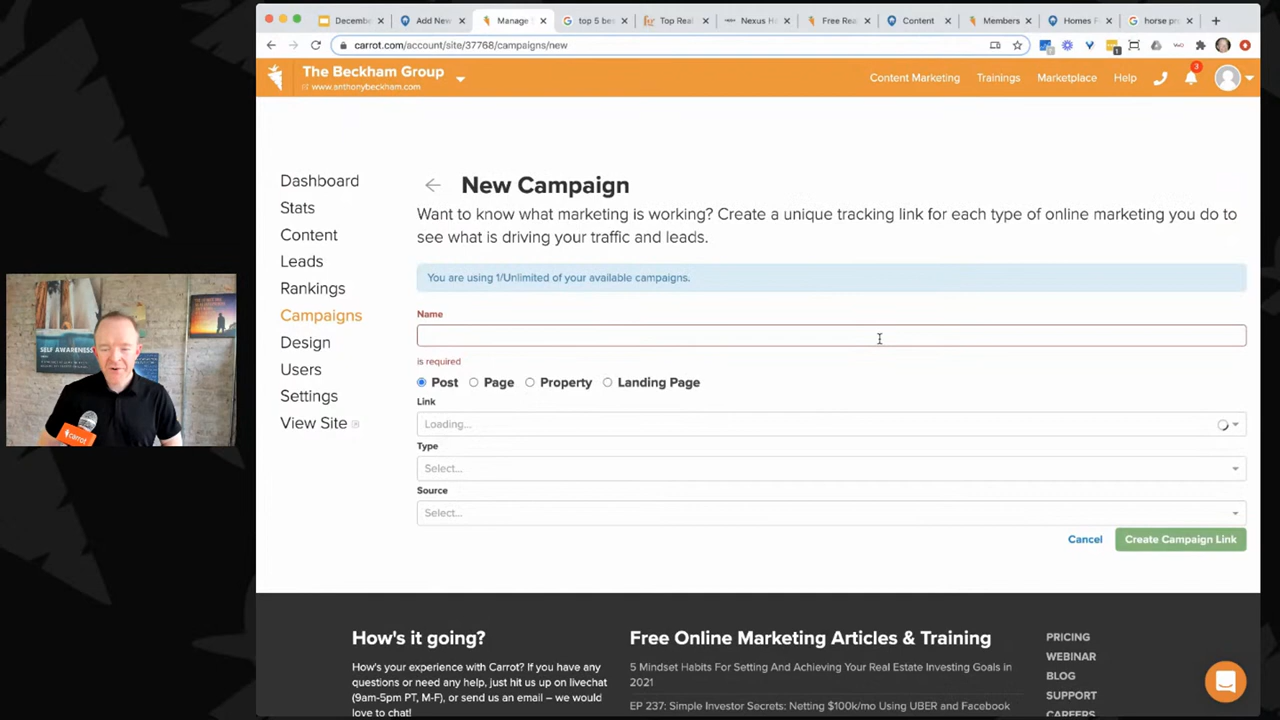 Decembe
Add New
Manage
top 5 be
Top Real
Nexus H
Free Rea
Content
Members
Homes F
horse pr
carrot.com/account/site/37768/campaigns/new
The Beckham Group
www.anthonybeckham.com
Content Marketing
Trainings
Marketplace
Help
3
Dashboard
Stats
Content
Leads
Rankings
Campaigns
Design
Users
Settings
View Site
New Campaign
Want to know what marketing is working? Create a unique tracking link for each type of online marketing you do to
see what is driving your traffic and leads.
You are using 1/Unlimited of your available campaigns.
Name
is required
Post Page Property Landing Page
Link
Loading...
Type
Select...
Source
Select...
Cancel
Create Campaign Link
How's it going?
How's your experience with Carrot? If you have any
questions or need any help, just hit us up on livechat
(9am-5pm PT, M-F), or send us an email – we would
love to chat!
Free Online Marketing Articles & Training
5 Mindset Habits For Setting And Achieving Your Real Estate Investing Goals in
2021
EP 237: Simple Investor Secrets: Netting $100k/mo Using UBER and Facebook
PRICING
WEBINAR
BLOG
SUPPORT
CAREERS
SELF AWARENESS
carrot